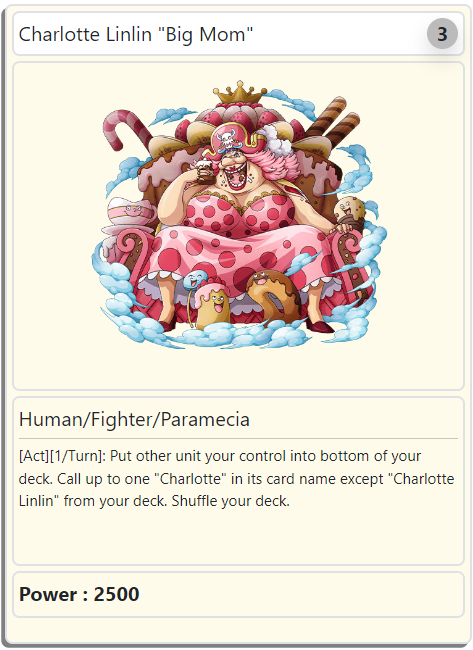 Charlotte Linlin "Big Mom"
3
Human/Fighter/Paramecia
[Act][1/Turn]: Put other unit your control into bottom of your
deck. Call up to one "Charlotte" in its card name except "Charlotte
Linlin" from your deck. Shuffle your deck.
Power : 2500